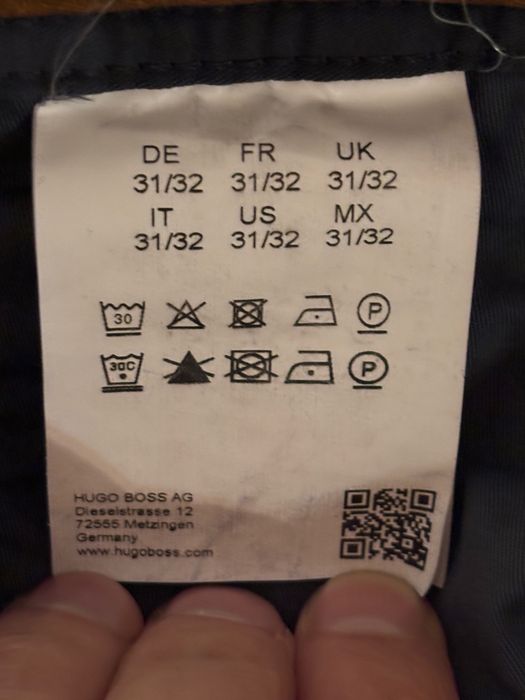 DE FR UK
31/32 31/32 31/32
IT US MX
31/32 31/32 31/32
30 P
30C P
HUGO BOSS AG
Dieselstrasse 12
72555 Metzingen
Germany
www.hugoboss.com